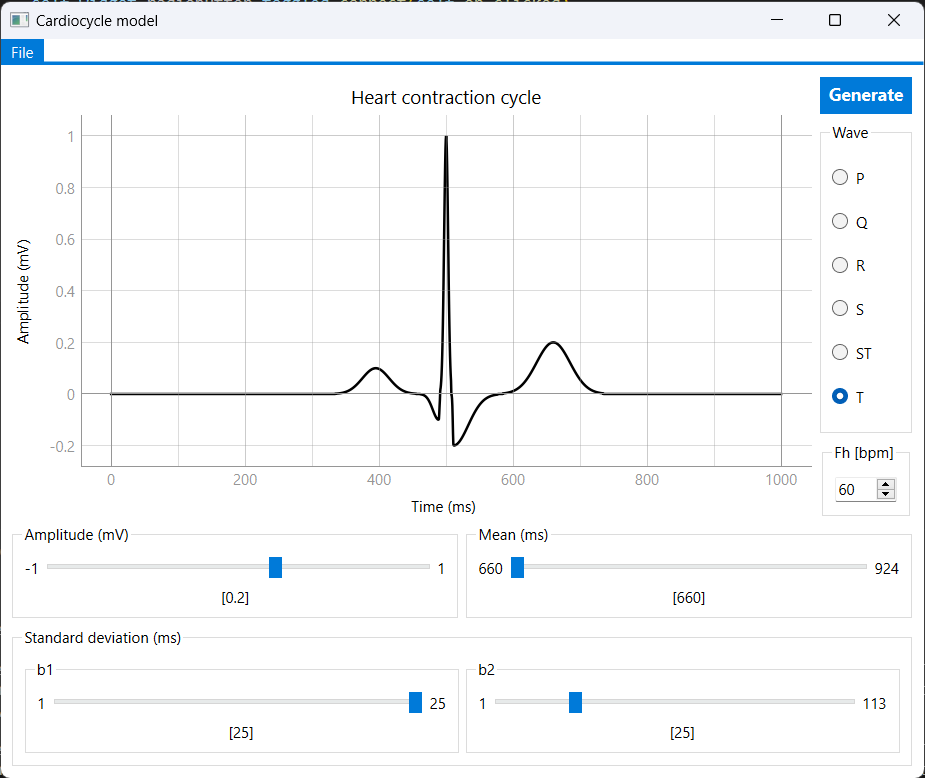 Cardiocycle model
File
Heart contraction cycle
Generate
Wave
P
Q
R
S
ST
T
Amplitude (mV)
1
0.8
0.6
0.4
0.2
0
-0.2
0 200 400 600 800 1000
Time (ms)
Fh [bpm]
60
Amplitude (mV)
-1 1
[0.2]
Mean (ms)
660 924
[660]
Standard deviation (ms)
b1
1 25
[25]
b2
1 113
[25]